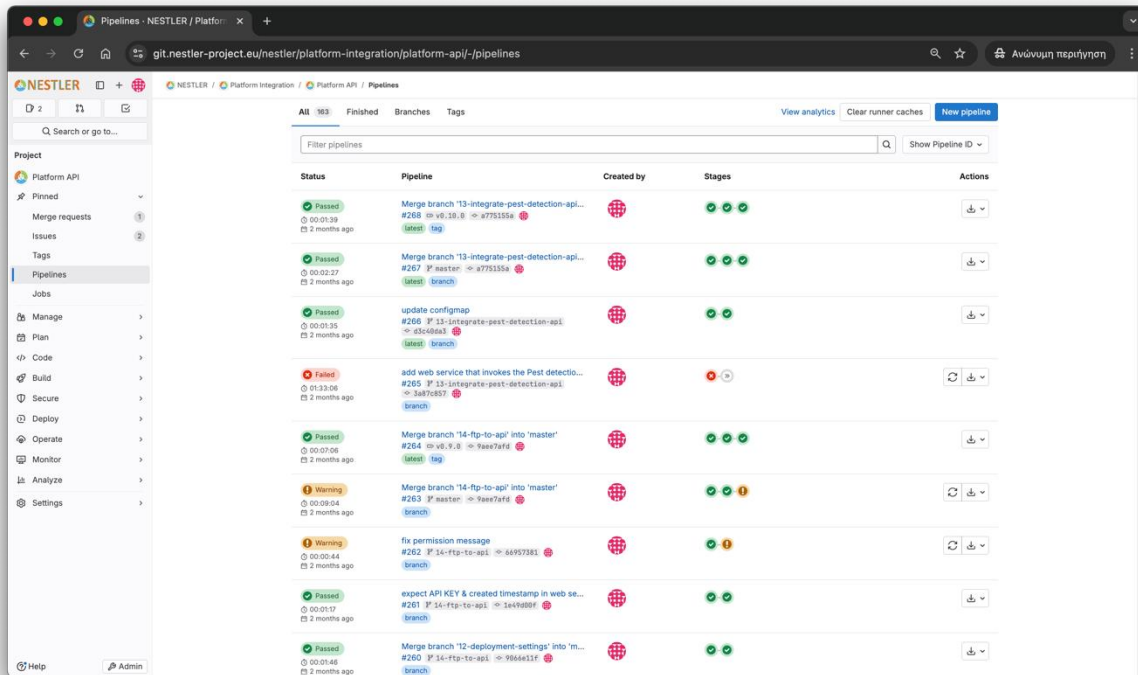 Pipelines · NESTLER / Platform
git.nestler-project.eu/nestler/platform-integration/platform-api/-/pipelines
Ανώνυμη περιήγηση
NESTLER
NESTLER / Platform Integration / Platform API / Pipelines
2
Search or go to...
All 163 Finished Branches Tags
View analytics Clear runner caches New pipeline
Filter pipelines
Show Pipeline ID
Project
Platform API
Pinned
Merge requests 1
Issues 2
Tags
Pipelines
Jobs
Manage
Plan
Code
Build
Secure
Deploy
Operate
Monitor
Analyze
Settings
Help
Admin
Status Pipeline Created by Stages Actions
Passed
00:01:39
2 months ago
Merge branch '13-integrate-pest-detection-api...
#268 v0.10.0 a775155a
latest tag
Passed
00:02:27
2 months ago
Merge branch '13-integrate-pest-detection-api...
#267 master a775155a
latest branch
Passed
00:01:35
2 months ago
update configmap
#266 13-integrate-pest-detection-api
d3c40da3
latest branch
Failed
01:33:06
2 months ago
add web service that invokes the Pest detectio...
#265 13-integrate-pest-detection-api
3a87c857
branch
Passed
00:07:06
2 months ago
Merge branch '14-ftp-to-api' into 'master'
#264 v0.9.0 9aee7afd
latest tag
Warning
00:09:04
2 months ago
Merge branch '14-ftp-to-api' into 'master'
#263 master 9aee7afd
branch
Warning
00:00:44
2 months ago
fix permission message
#262 14-ftp-to-api 66957381
branch
Passed
00:01:17
2 months ago
expect API KEY & created timestamp in web se...
#261 14-ftp-to-api 1e49d00f
branch
Passed
00:01:46
2 months ago
Merge branch '12-deployment-settings' into 'm...
#260 14-ftp-to-api 9066e11f
branch